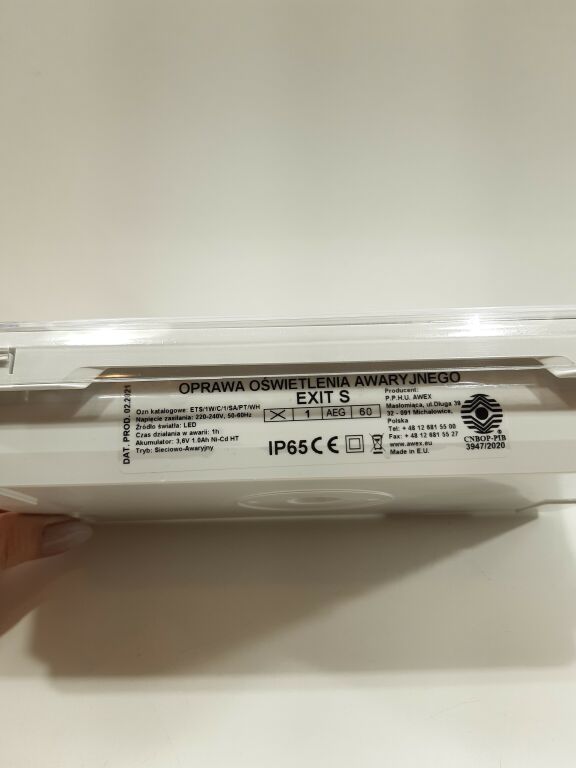 OPRAWA OŚWIETLENIA AWARYJNEGO
EXIT S
DAT. PROD. 02.2021
Ozn katalogowe: ETS/1W/C/1/SA/PT/WH
Napięcie zasilania: 220-240V, 50-60Hz
Źródło światła: LED
Czas działania w awarii: 1h
Akumulator: 3,6V 1.0Ah Ni-Cd HT
Tryb: Sieciowo-Awaryjny
X 1 AEG 60
IP65 CE
Producent:
P.P.H.U. AWEX
Masłomiąca, ul.Długa 39
32 - 091 Michałowice,
Polska
Tel: + 48 12 681 55 00
Fax: + 48 12 681 55 27
www.awex.eu
Made in E.U.
®
CNBOP-PIB
3947/2020